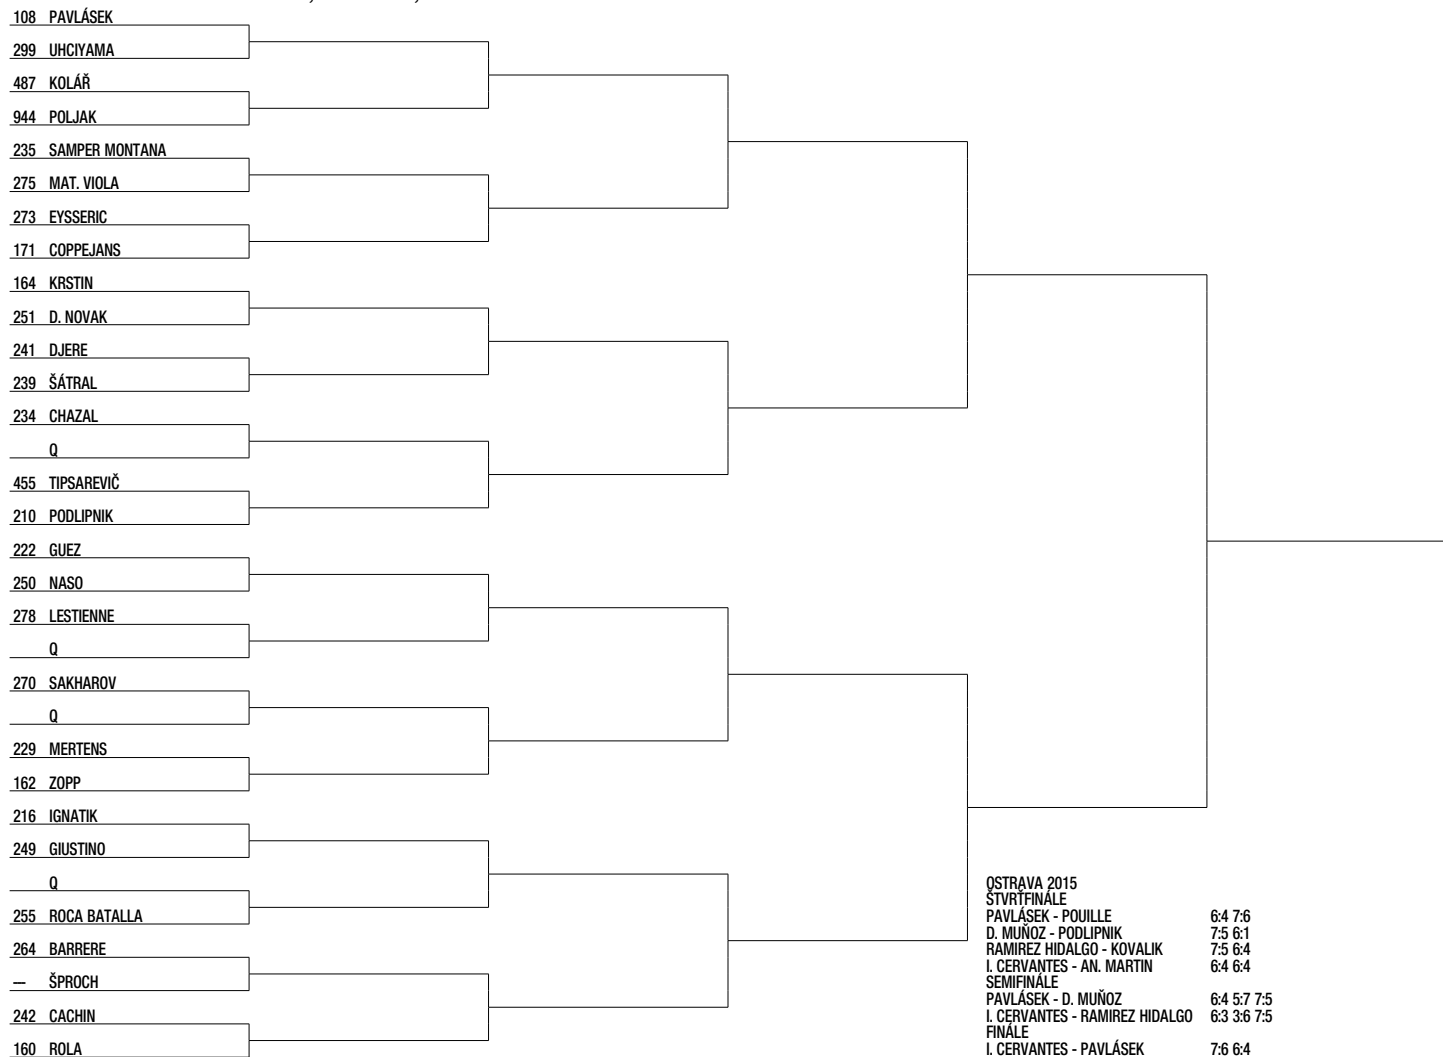 108 PAVLÁSEK
299 UHCIYAMA
487 KOLÁŘ
944 POLJAK
235 SAMPER MONTANA
275 MAT. VIOLA
273 EYSSERIC
171 COPPEJANS
164 KRSTIN
251 D. NOVAK
241 DJERE
239 ŠÁTRAL
234 CHAZAL
Q
455 TIPSAREVIČ
210 PODLIPNIK
222 GUEZ
250 NASO
278 LESTIENNE
Q
270 SAKHAROV
Q
229 MERTENS
162 ZOPP
216 IGNATIK
249 GIUSTINO
Q
255 ROCA BATALLA
264 BARRERE
--- ŠPROCH
242 CACHIN
160 ROLA
OSTRAVA 2015
ŠTVRŤFINÁLE
PAVLÁSEK - POUILLE 6:4 7:6
D. MUŇOZ - PODLIPNIK 7:5 6:1
RAMIREZ HIDALGO - KOVALIK 7:5 6:4
I. CERVANTES - AN. MARTIN 6:4 6:4
SEMIFINÁLE
PAVLÁSEK - D. MUŇOZ 6:4 5:7 7:5
I. CERVANTES - RAMIREZ HIDALGO 6:3 3:6 7:5
FINÁLE
I. CERVANTES - PAVLÁSEK 7:6 6:4